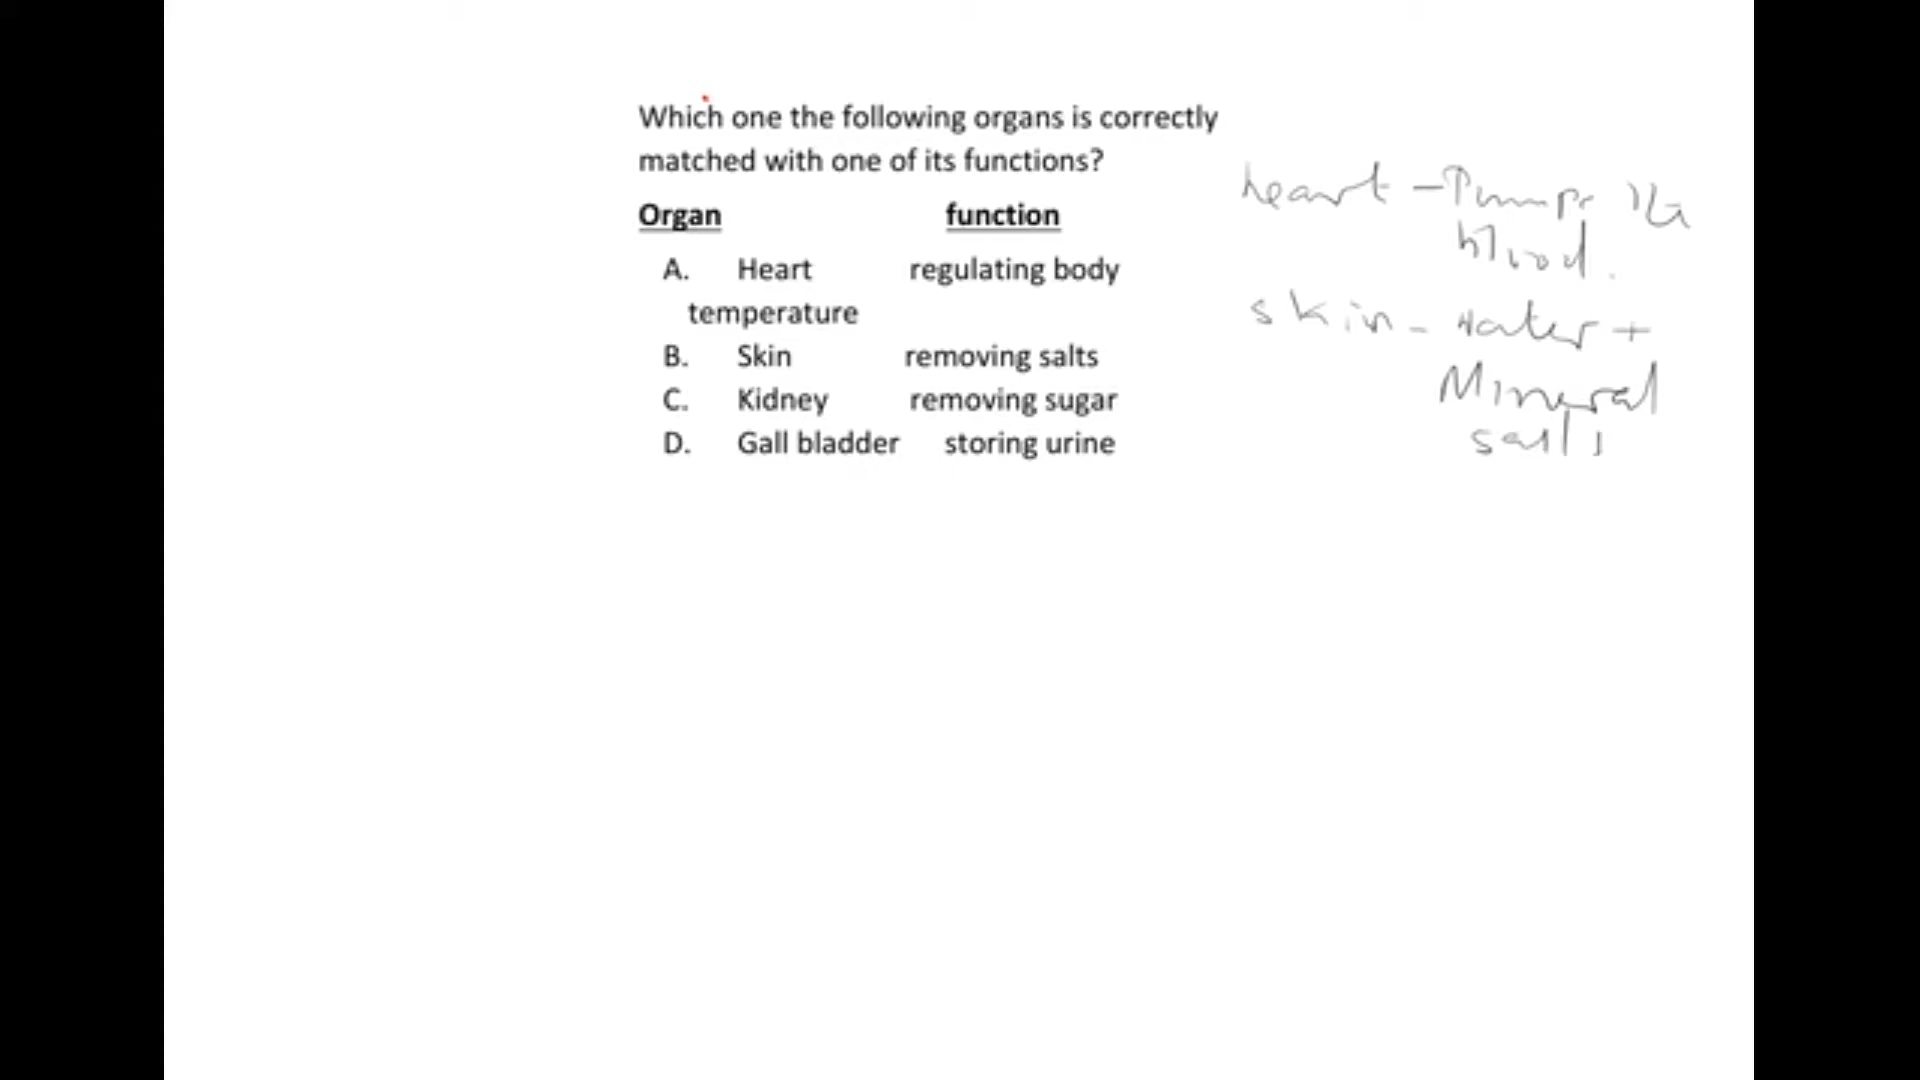 Which one the following organs is correctly
matched with one of its functions?
Organ function
A. Heart regulating body
temperature
B. Skin removing salts
C. Kidney removing sugar
D. Gall bladder storing urine
heart - Pumps
blood.
skin - water +
Mineral
salts